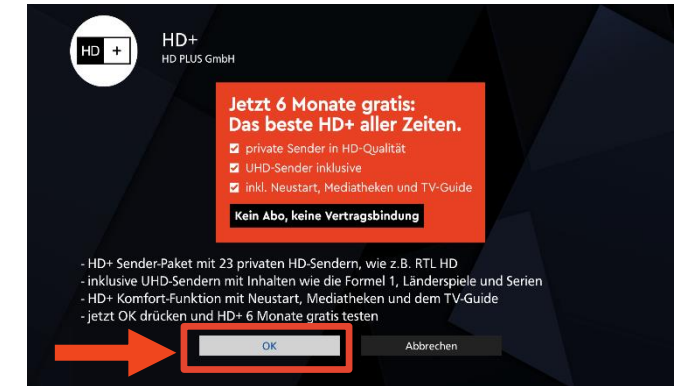 HD +
HD+
HD PLUS GmbH
Jetzt 6 Monate gratis:
Das beste HD+ aller Zeiten.
private Sender in HD-Qualität
UHD-Sender inklusive
inkl. Neustart, Mediatheken und TV-Guide
Kein Abo, keine Vertragsbindung
- HD+ Sender-Paket mit 23 privaten HD-Sendern, wie z.B. RTL HD
- inklusive UHD-Sendern mit Inhalten wie die Formel 1, Länderspiele und Serien
- HD+ Komfort-Funktion mit Neustart, Mediatheken und dem TV-Guide
- jetzt OK drücken und HD+ 6 Monate gratis testen
OK
Abbrechen